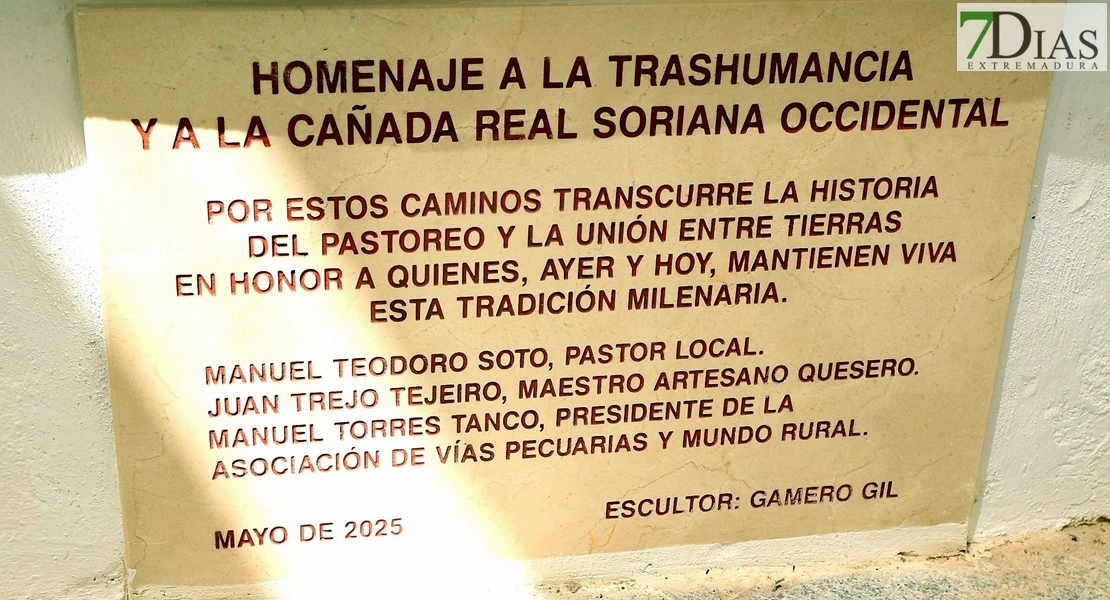 7DIAS
EXTREMADURA
HOMENAJE A LA TRASHUMANCIA
Y A LA CAÑADA REAL SORIANA OCCIDENTAL
POR ESTOS CAMINOS TRANSCURRE LA HISTORIA
DEL PASTOREO Y LA UNIÓN ENTRE TIERRAS
EN HONOR A QUIENES, AYER Y HOY, MANTIENEN VIVA
ESTA TRADICIÓN MILENARIA.
MANUEL TEODORO SOTO, PASTOR LOCAL.
JUAN TREJO TEJEIRO, MAESTRO ARTESANO QUESERO.
MANUEL TORRES TANCO, PRESIDENTE DE LA
ASOCIACIÓN DE VÍAS PECUARIAS Y MUNDO RURAL.
ESCULTOR: GAMERO GIL
MAYO DE 2025